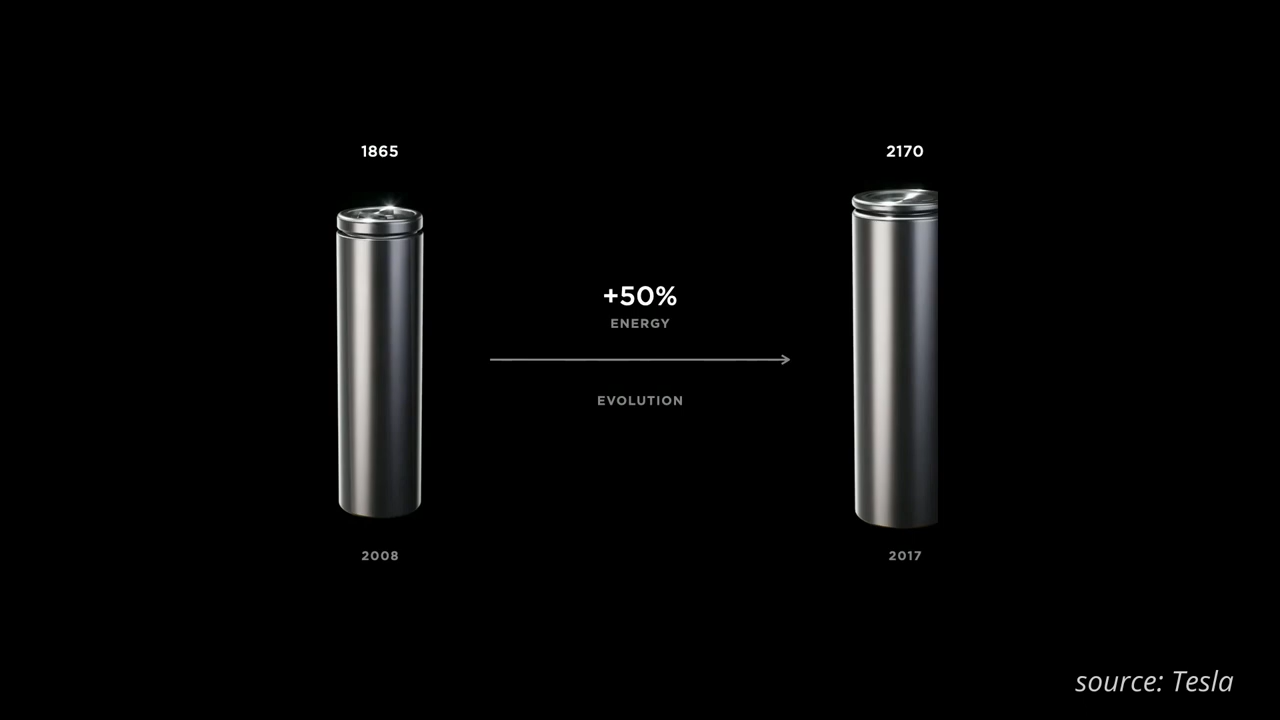 1865
2170
+50%
ENERGY
EVOLUTION
2008
2017
source: Tesla